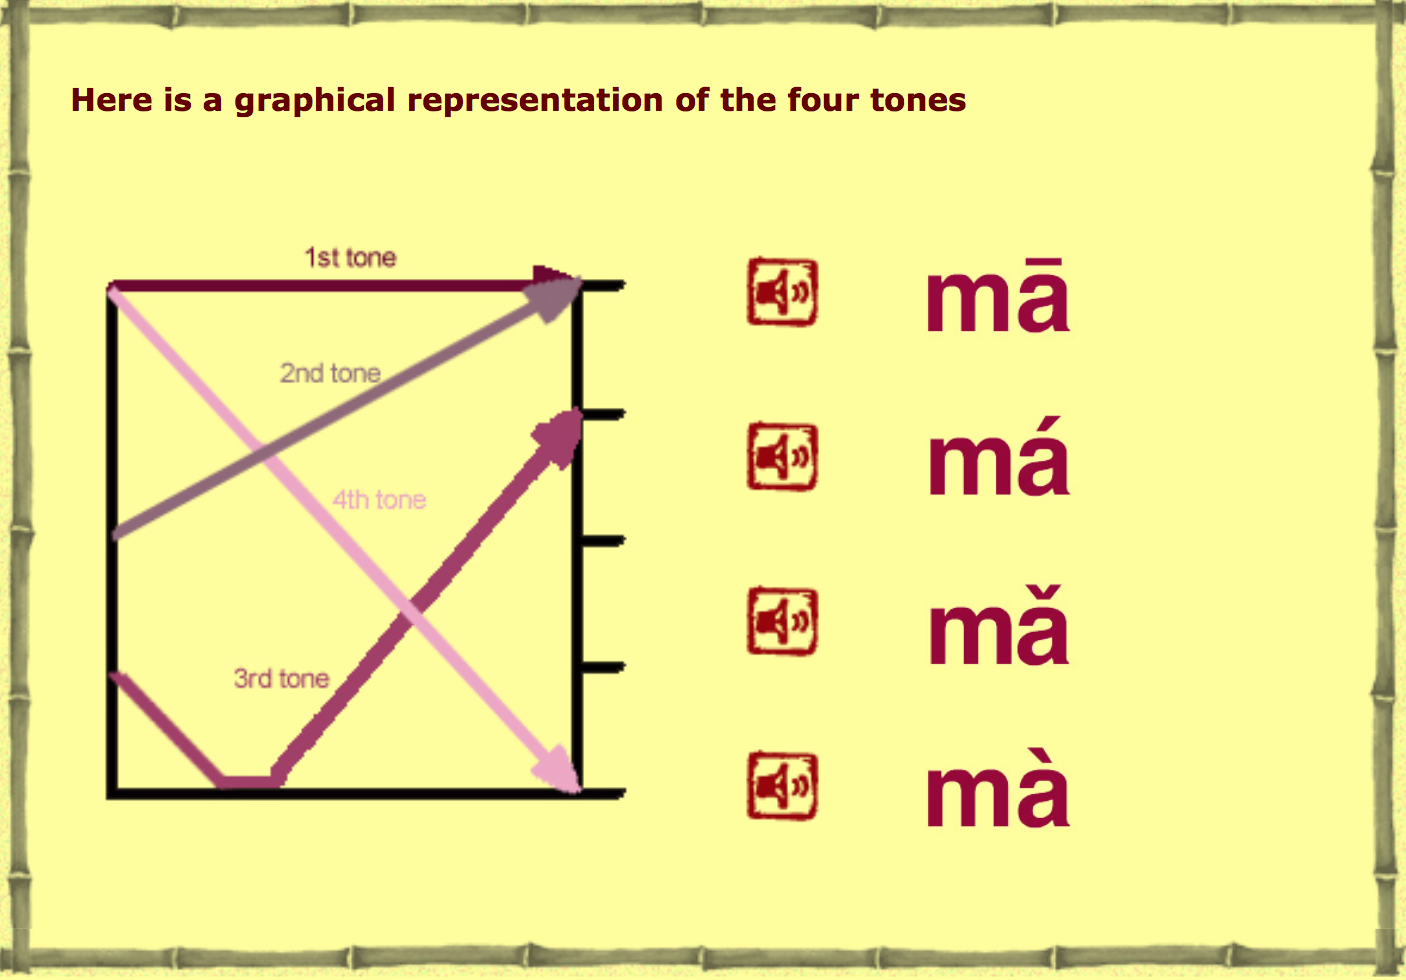 Here is a graphical representation of the four tones
1st tone
2nd tone
4th tone
3rd tone
mā
má
mǎ
mà